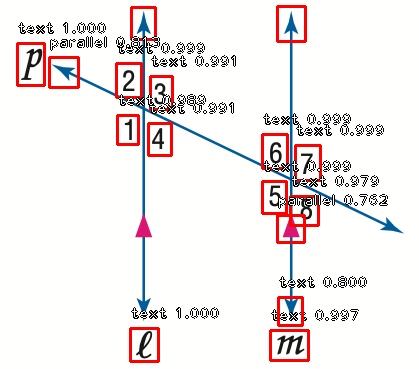 text 1.000
parallel
text 0.999
text 0.991
p
2 3
text 0.989
text 0.991
1 4
text 0.999
text 0.999
6 7
text 0.999
text 0.979
5 8
parallel 0.762
text 0.800
text 1.000
text 0.997
ℓ m